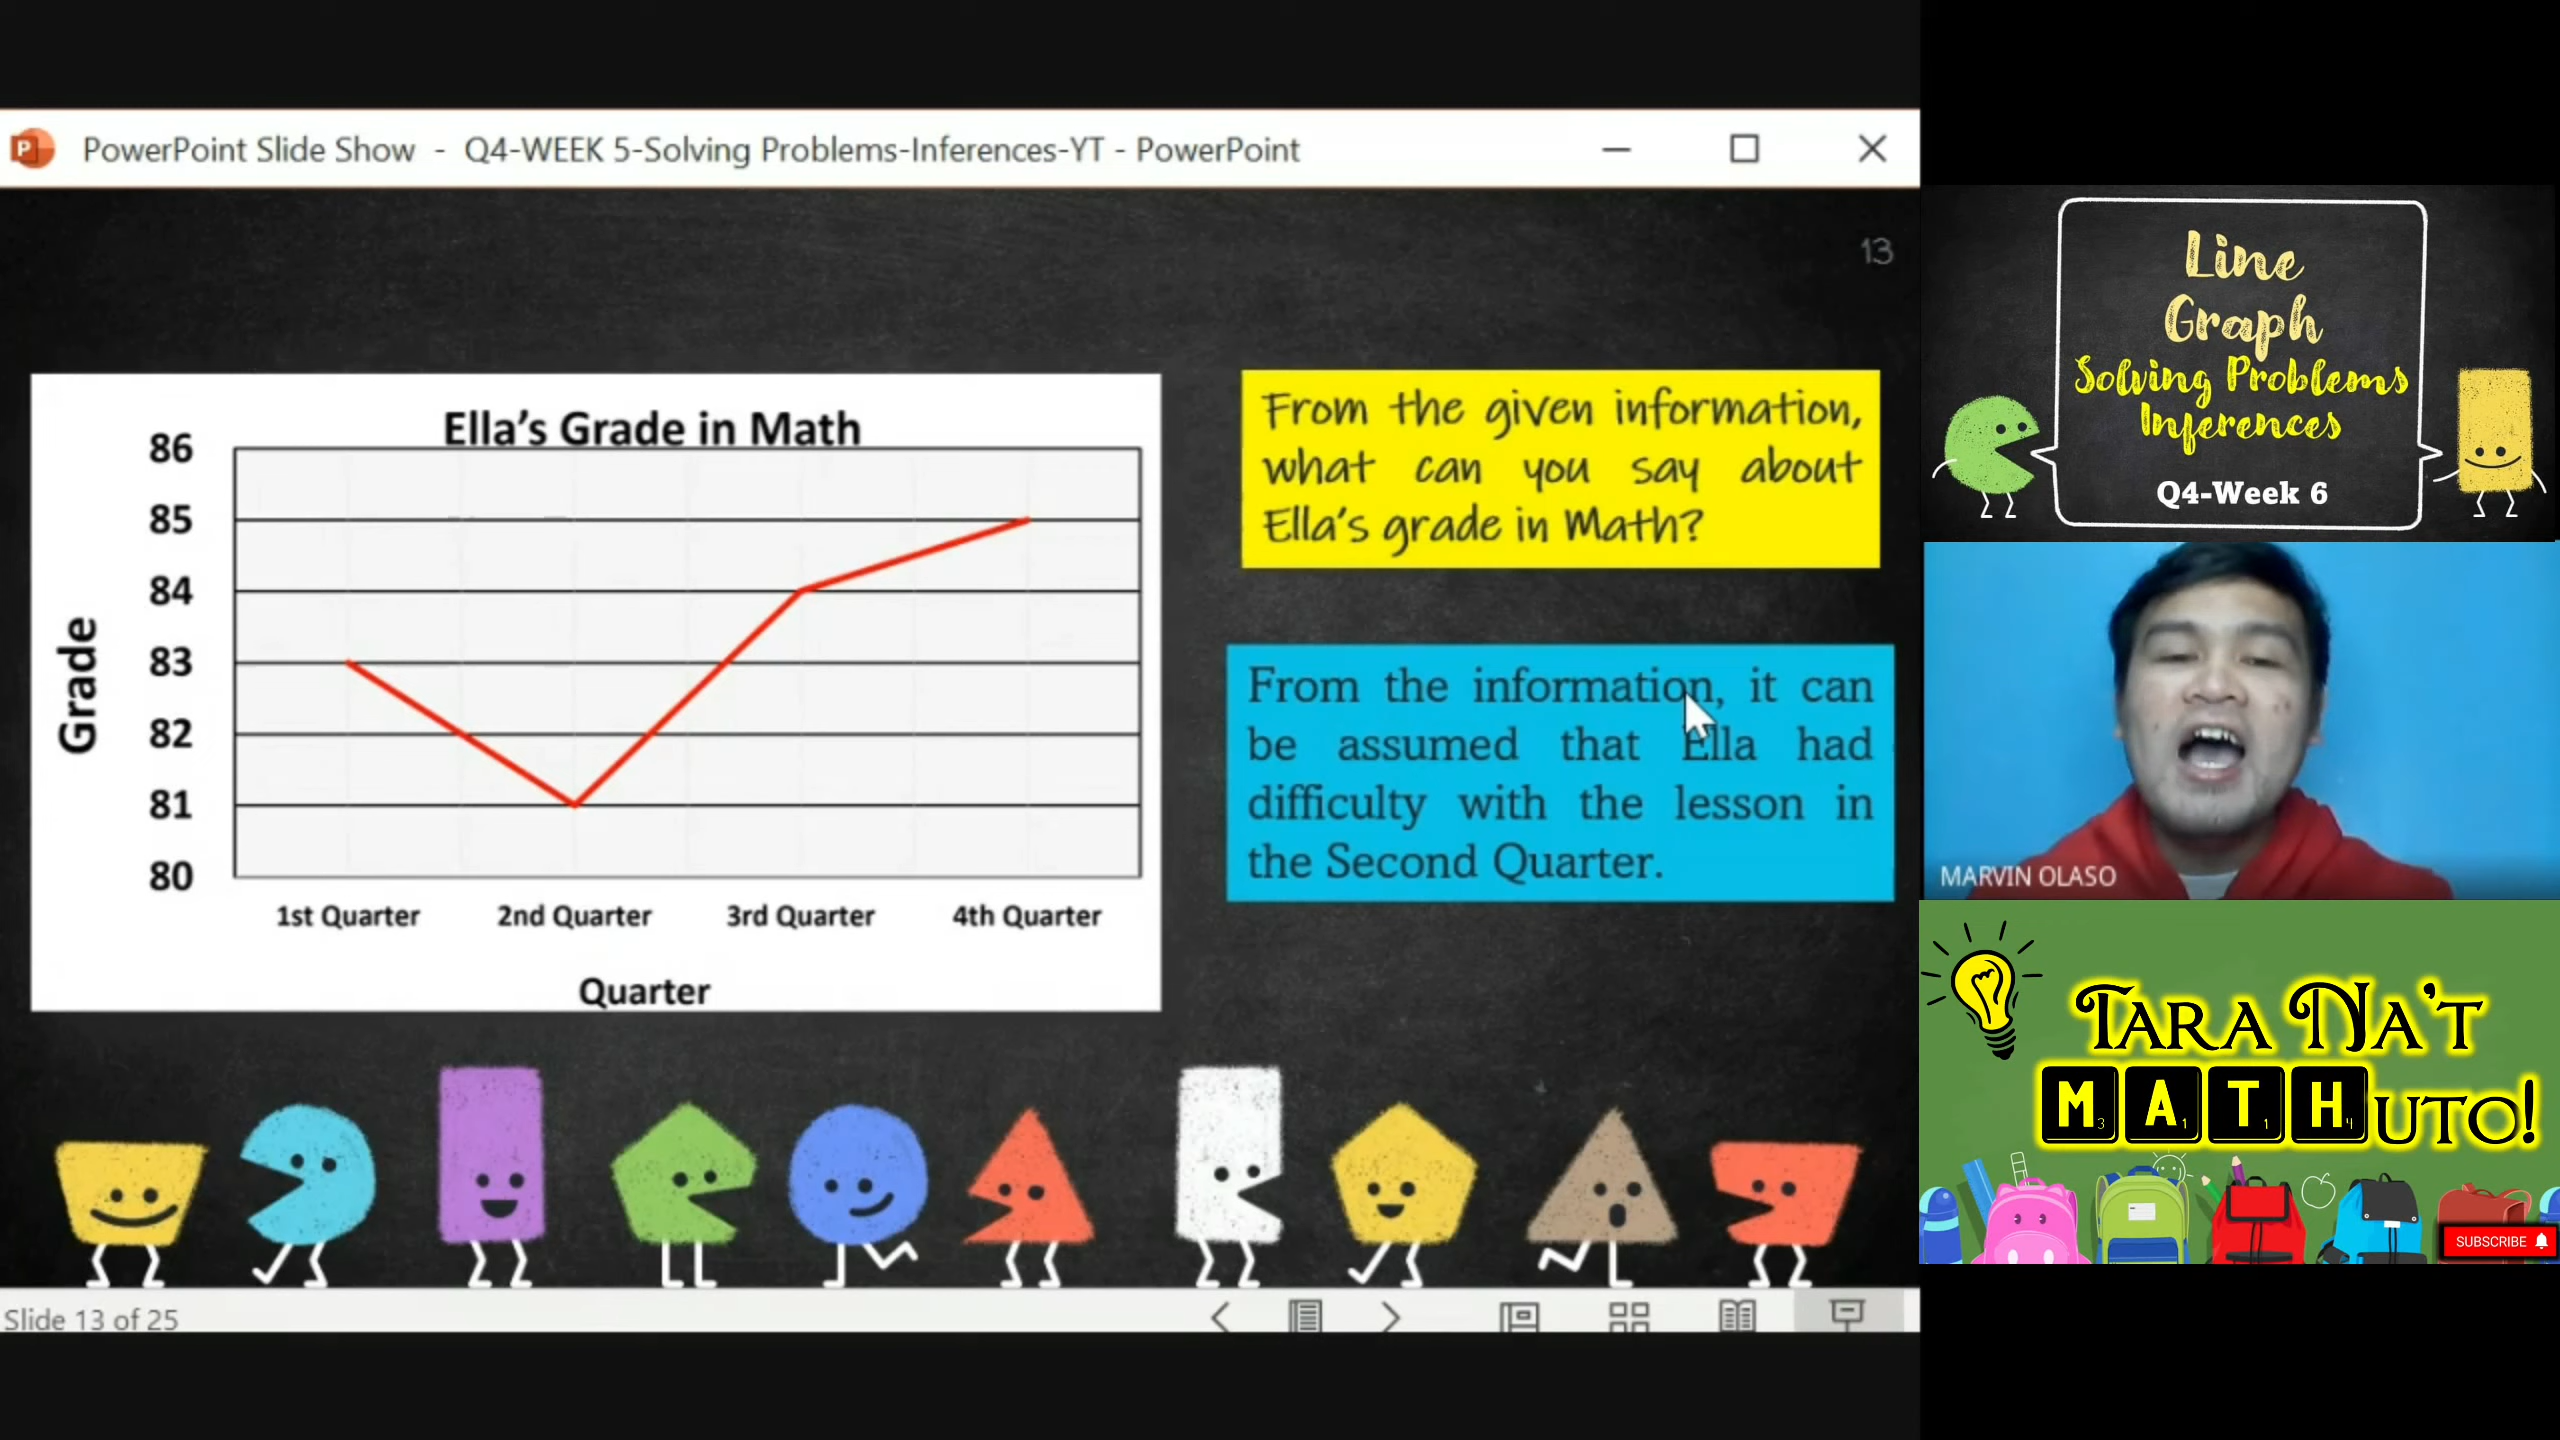 PowerPoint Slide Show - Q4-WEEK 5-Solving Problems-Inferences-YT - PowerPoint
13
Ella's Grade in Math
86
85
84
83
82
81
80
Grade
1st Quarter 2nd Quarter 3rd Quarter 4th Quarter
Quarter
From the given information,
what can you say about
Ella's grade in Math?
From the information, it can
be assumed that Ella had
difficulty with the lesson in
the Second Quarter.
Slide 13 of 25
Line
Graph
Solving Problems
Inferences
Q4-Week 6
MARVIN OLASO
TARA NA'T
MATHUTO!
SUBSCRIBE